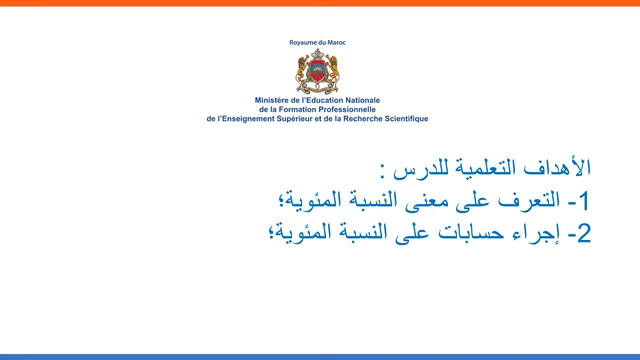 Royaume du Maroc
Ministère de l'Education Nationale
de la Formation Professionnelle
de l'Enseignement Supérieur et de la Recherche Scientifique
الأهداف التعلمية للدرس :
1- التعرف على معنى النسبة المئوية؛
2- إجراء حسابات على النسبة المئوية؛